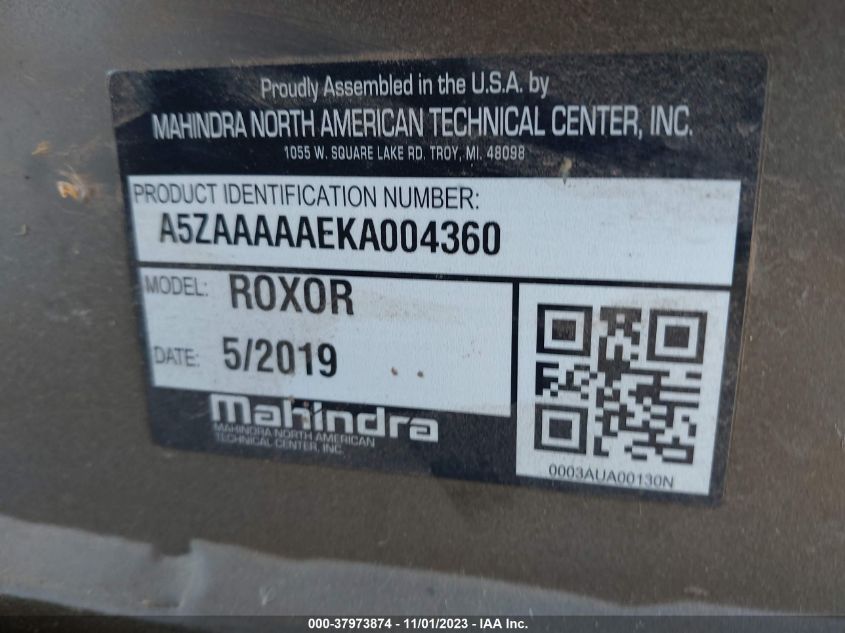 Proudly Assembled in the U.S.A. by
MAHINDRA NORTH AMERICAN TECHNICAL CENTER, INC.
1055 W. SQUARE LAKE RD. TROY, MI. 48098
PRODUCT IDENTIFICATION NUMBER:
A5ZAAAAAAEKA004360
MODEL: ROXOR
DATE: 5/2019
Mahindra
MAHINDRA NORTH AMERICAN
TECHNICAL CENTER, INC.
0003AUA00130N
000-37973874 - 11/01/2023 - IAA Inc.